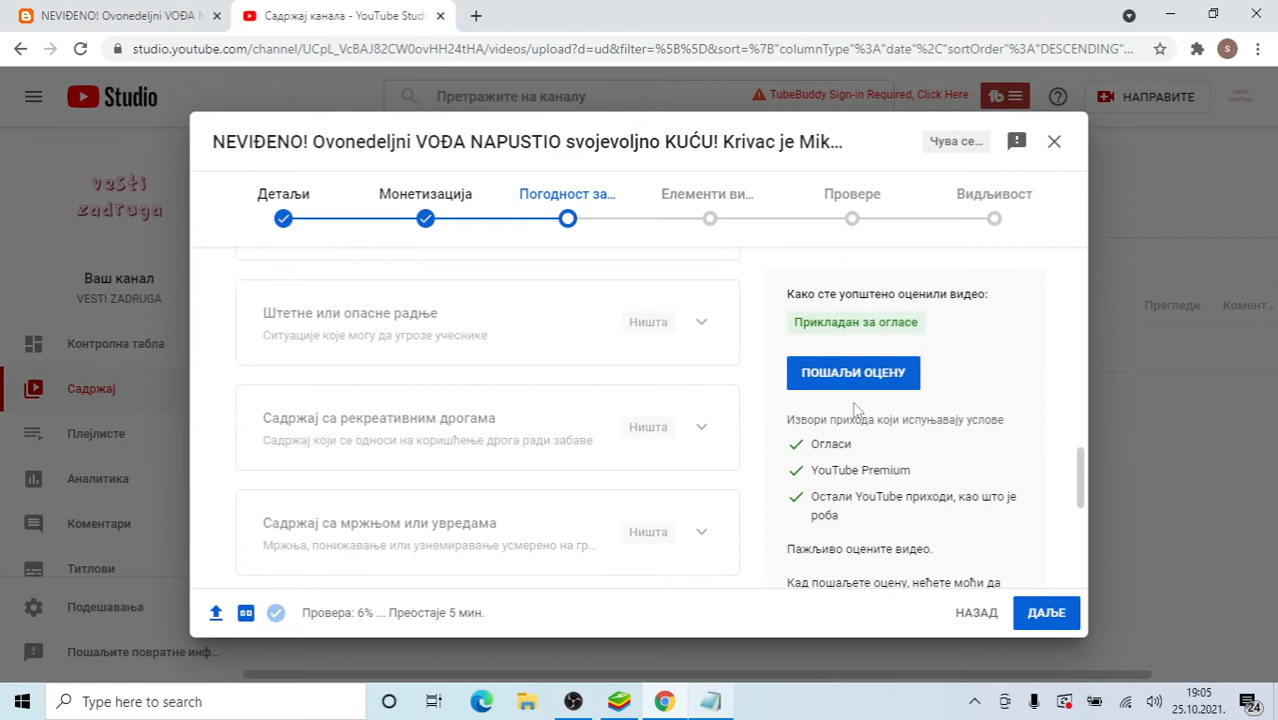 NEVIĐENO! Ovonedeljni VOĐA N
Садржај канала - YouTube Stud
studio.youtube.com/channel/UCpL_VcBAJ82CW0ovHH24tHA/videos/upload?d=ud&filter=%5B%5D&sort=%7B"columnType"%3A"date"%2C"sortOrder"%3A"DESCENDING"...
S
Studio
Претражите на каналу
TubeBuddy Sign-in Required, Click Here
tb
НАПРАВИТЕ
vesti zadruga
vesti
zadruga
Ваш канал
VESTI ZADRUGA
Контролна табла
Садржај
Плејлисте
Аналитика
Коментари
Титлови
Подешавања
Пошаљите повратне инф...
Прегледи
Комент...
NEVIĐENO! Ovonedeljni VOĐA NAPUSTIO svojevoljno KUĆU! Krivac je Mik...
Чува се...
Детаљи
Монетизација
Погодност за...
Елементи ви...
Провере
Видљивост
Штетне или опасне радње
Ситуације које могу да угрозе учеснике
Ништа
Садржај са рекреативним дрогама
Садржај који се односи на коришћење дрога ради забаве
Ништа
Садржај са мржњом или увредама
Мржња, понижавање или узнемиравање усмерено на гр...
Ништа
Како сте уопштено оценили видео:
Прикладан за огласе
ПОШАЉИ ОЦЕНУ
Извори прихода који испуњавају услове
Огласи
YouTube Premium
Остали YouTube приходи, као што је
роба
Пажљиво оцените видео.
Кад пошаљете оцену, нећете моћи да
SD
Провера: 6% ... Преостаје 5 мин.
НАЗАД
ДАЉЕ
Type here to search
19:05
25.10.2021.
24